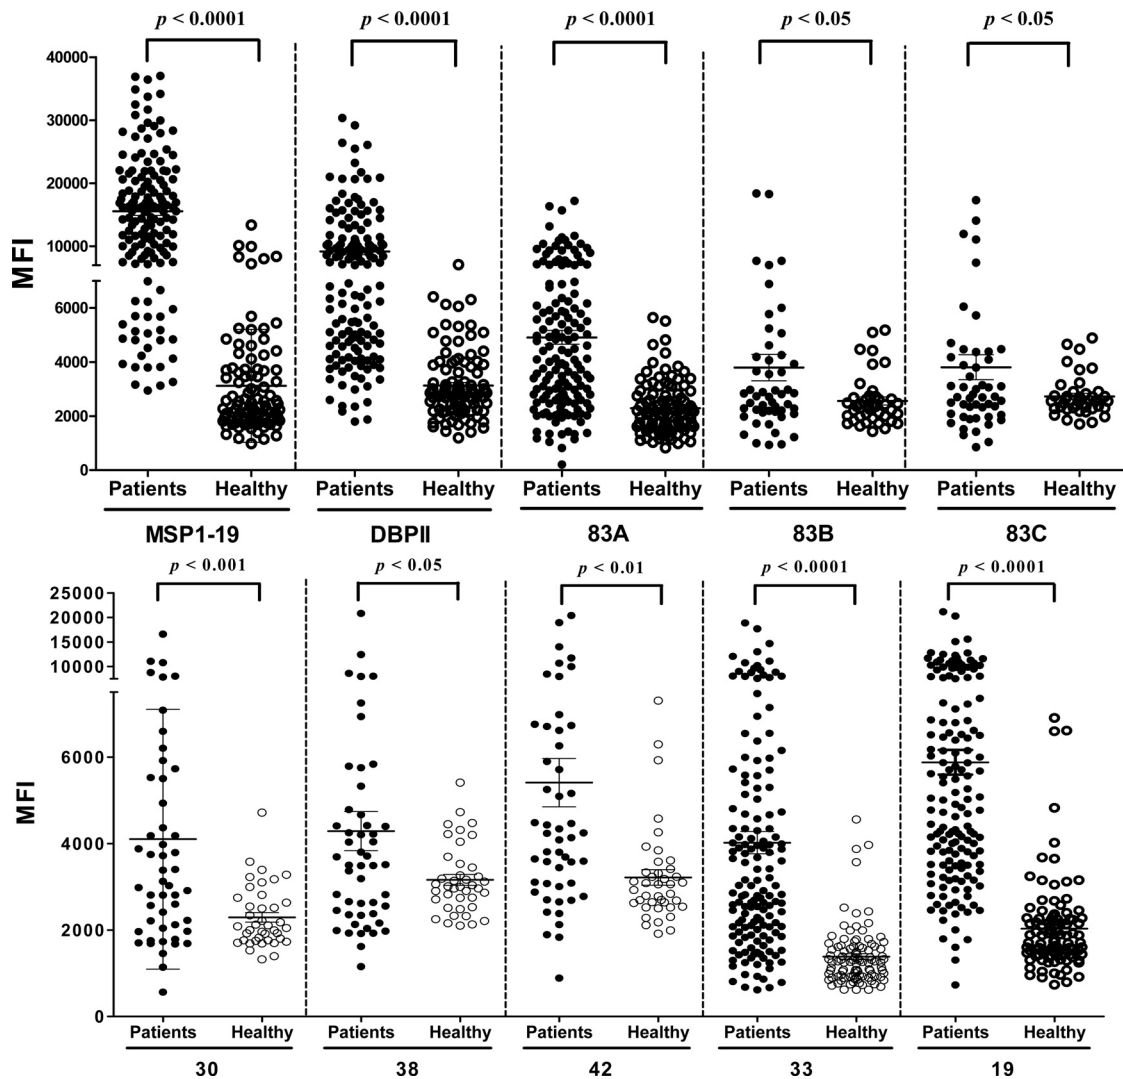 p < 0.0001 p < 0.0001 p < 0.0001 p < 0.05 p < 0.05
40000
30000
20000
10000
6000
4000
2000
0
MFI
Patients Healthy Patients Healthy Patients Healthy Patients Healthy Patients Healthy
MSP1-19 DBPII 83A 83B 83C
p < 0.001 p < 0.05 p < 0.01 p < 0.0001 p < 0.0001
25000
20000
15000
10000
6000
4000
2000
0
MFI
Patients Healthy Patients Healthy Patients Healthy Patients Healthy Patients Healthy
30 38 42 33 19